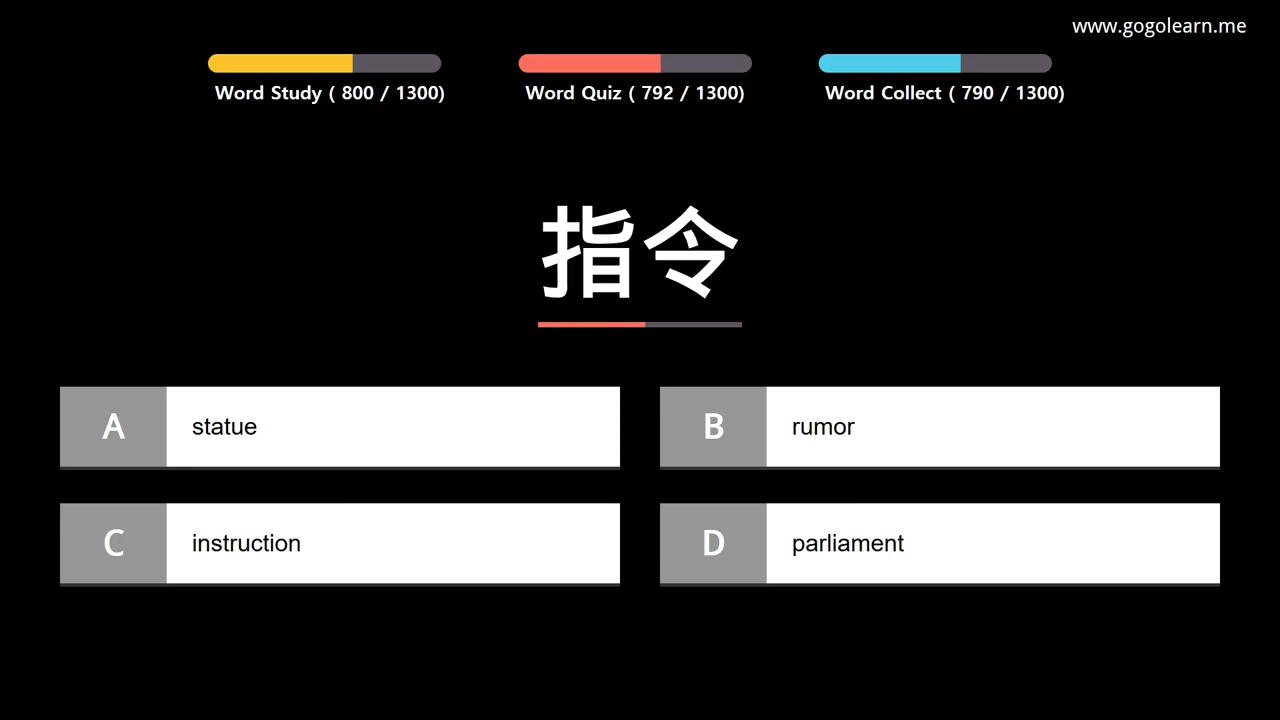 www.gogolearn.me
Word Study ( 800 / 1300)
Word Quiz ( 792 / 1300)
Word Collect ( 790 / 1300)
指令
A statue
B rumor
C instruction
D parliament